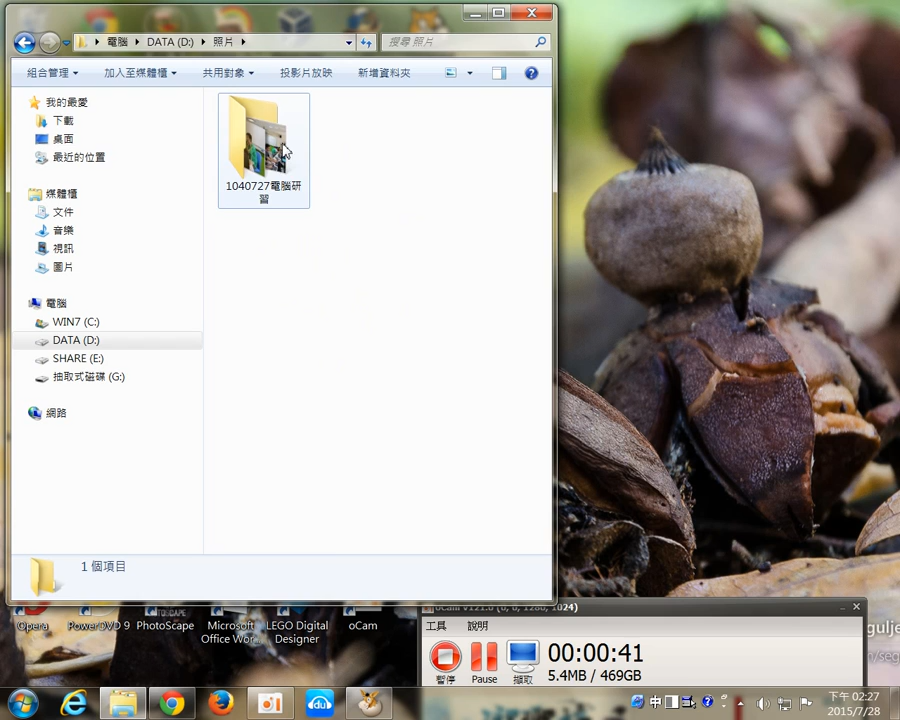 電腦 DATA (D:) 照片
搜尋 照片
組合管理 加入至媒體櫃 共用對象 投影片放映 新增資料夾
我的最愛
下載
桌面
最近的位置
媒體櫃
文件
音樂
視訊
圖片
電腦
WIN7 (C:)
DATA (D:)
SHARE (E:)
抽取式磁碟 (G:)
網路
1040727電腦研
習
1 個項目
Opera
PowerDVD 9
PhotoScape
Microsoft
Office Wor...
LEGO Digital
Designer
oCam
oCam v121.0 (0, 0, 1280, 1024)
工具 說明
00:00:41
5.4MB / 469GB
暫停 Pause 擷取
中
下午 02:27
2015/7/28